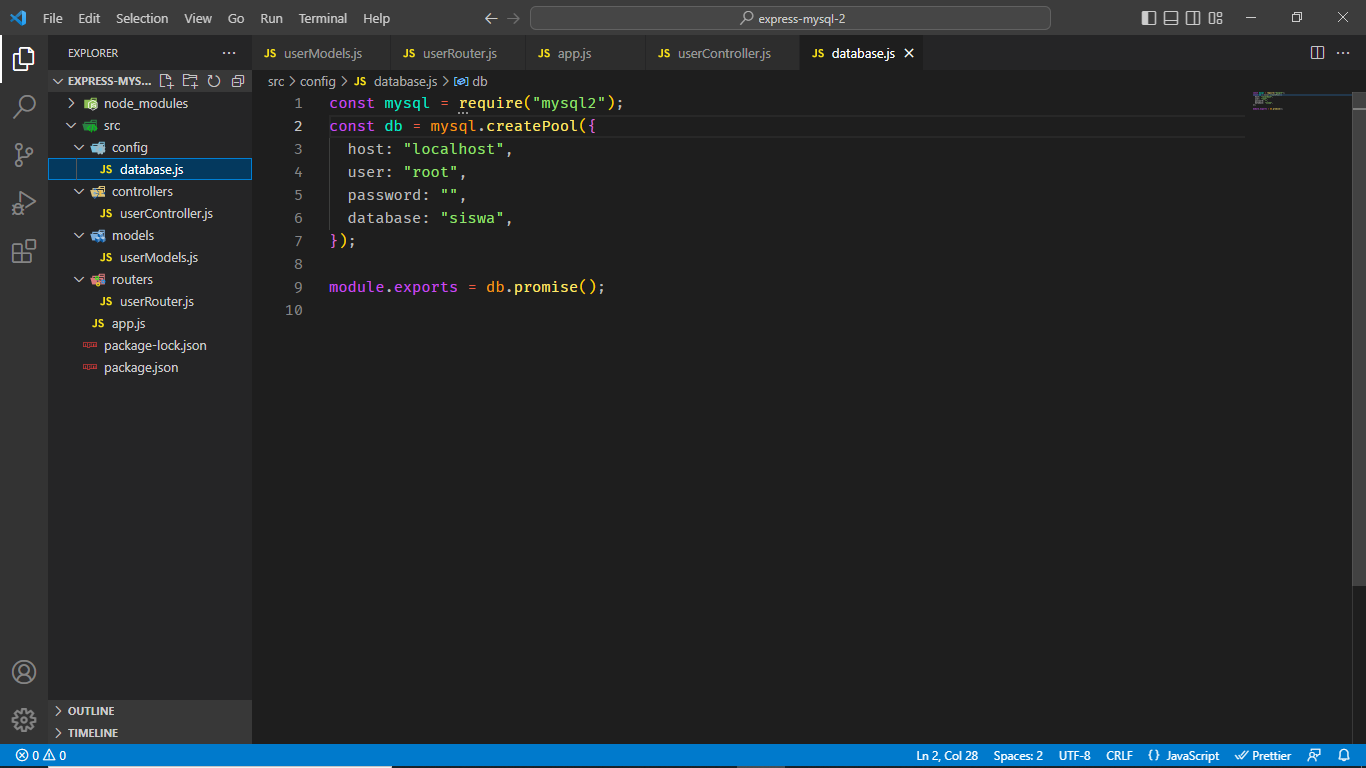 File Edit Selection View Go Run Terminal Help
express-mysql-2
EXPLORER
EXPRESS-MYS...
node_modules
src
config
JS database.js
controllers
JS userController.js
models
JS userModels.js
routers
JS userRouter.js
JS app.js
package-lock.json
package.json
OUTLINE
TIMELINE
JS userModels.js JS userRouter.js JS app.js JS userController.js JS database.js
src > config > JS database.js > db
1 const mysql = require("mysql2");
2 const db = mysql.createPool({
3 host: "localhost",
4 user: "root",
5 password: "",
6 database: "siswa",
7 });
8
9 module.exports = db.promise();
10
0 0 Ln 2, Col 28 Spaces: 2 UTF-8 CRLF {} JavaScript Prettier